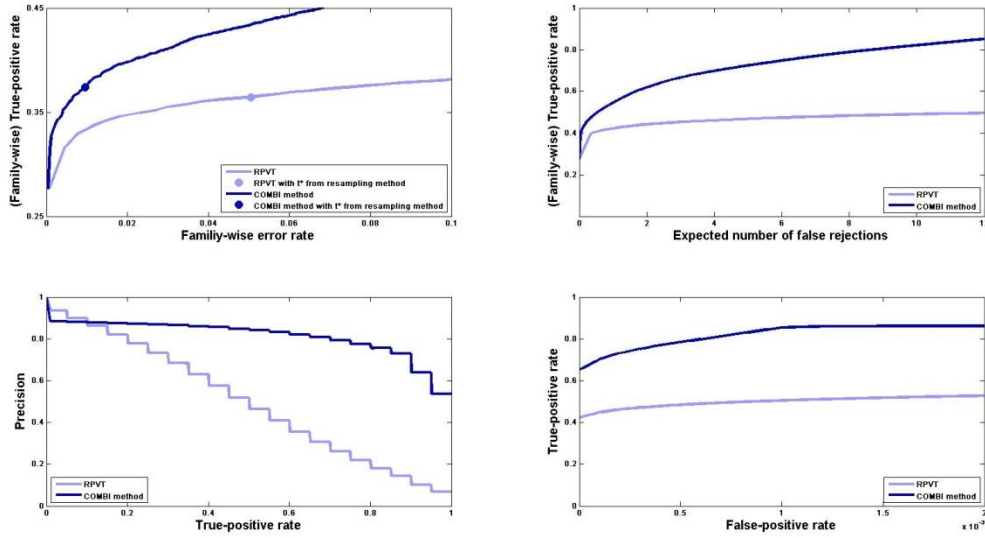 0.45
0.35
0.25
0
0.02
0.04
0.06
0.08
0.1
(Family-wise) True-positive rate
Familiy-wise error rate
RPVT
RPVT with t* from resampling method
COMBI method
COMBI method with t* from resampling method
1
0.8
0.6
0.4
0.2
0
2
4
6
8
10
1
(Family-wise) True-positive rate
Expected number of false rejections
RPVT
COMBI method
1
0.8
0.6
0.4
0.2
0
0
0.2
0.4
0.6
0.8
1
Precision
True-positive rate
RPVT
COMBI method
1
0.8
0.6
0.4
0.2
0
0
0.5
1
1.5
2
x 10
True-positive rate
False-positive rate
RPVT
COMBI method